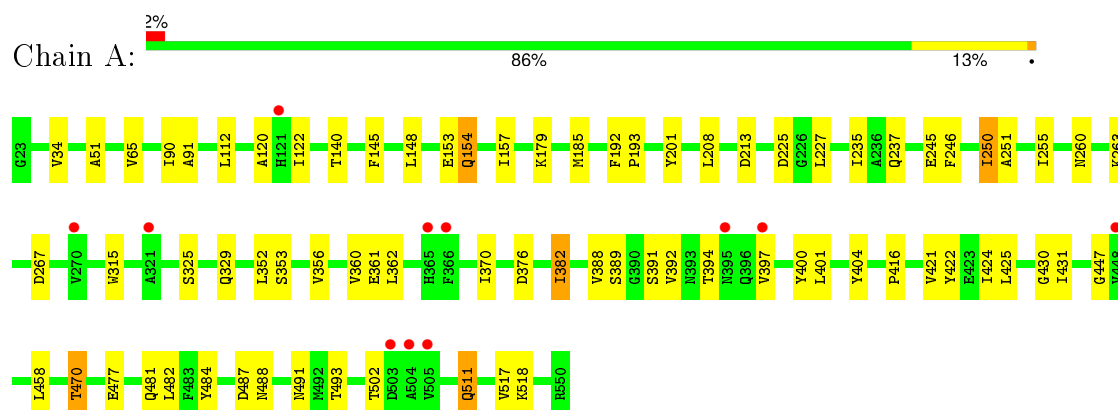 2%
Chain A:
86% 13% •
G23 V34 A51 V65 I90 A91 L112 A120 H121 I122 T140 F145 L148 E153 Q154 I157 K179 M185 F192 P193 Y201 L208 D213 D225 G226 L227 I235 A236 Q237 E245 F246 I250 A251 I255 N260 K263
D267 V270 W315 A321 S325 Q329 L352 S353 V356 V360 E361 L362 H365 F366 I370 D376 I382 V388 S389 G390 S391 V392 N393 T394 N395 Q396 V397 Y400 L401 Y404 P416 V421 Y422 E423 I424 L425 G430 I431 G447 V448
L458 T470 E477 Q481 L482 F483 Y484 D487 N488 N491 M492 T493 T502 D503 A504 V505 Q511 V517 K518 R550